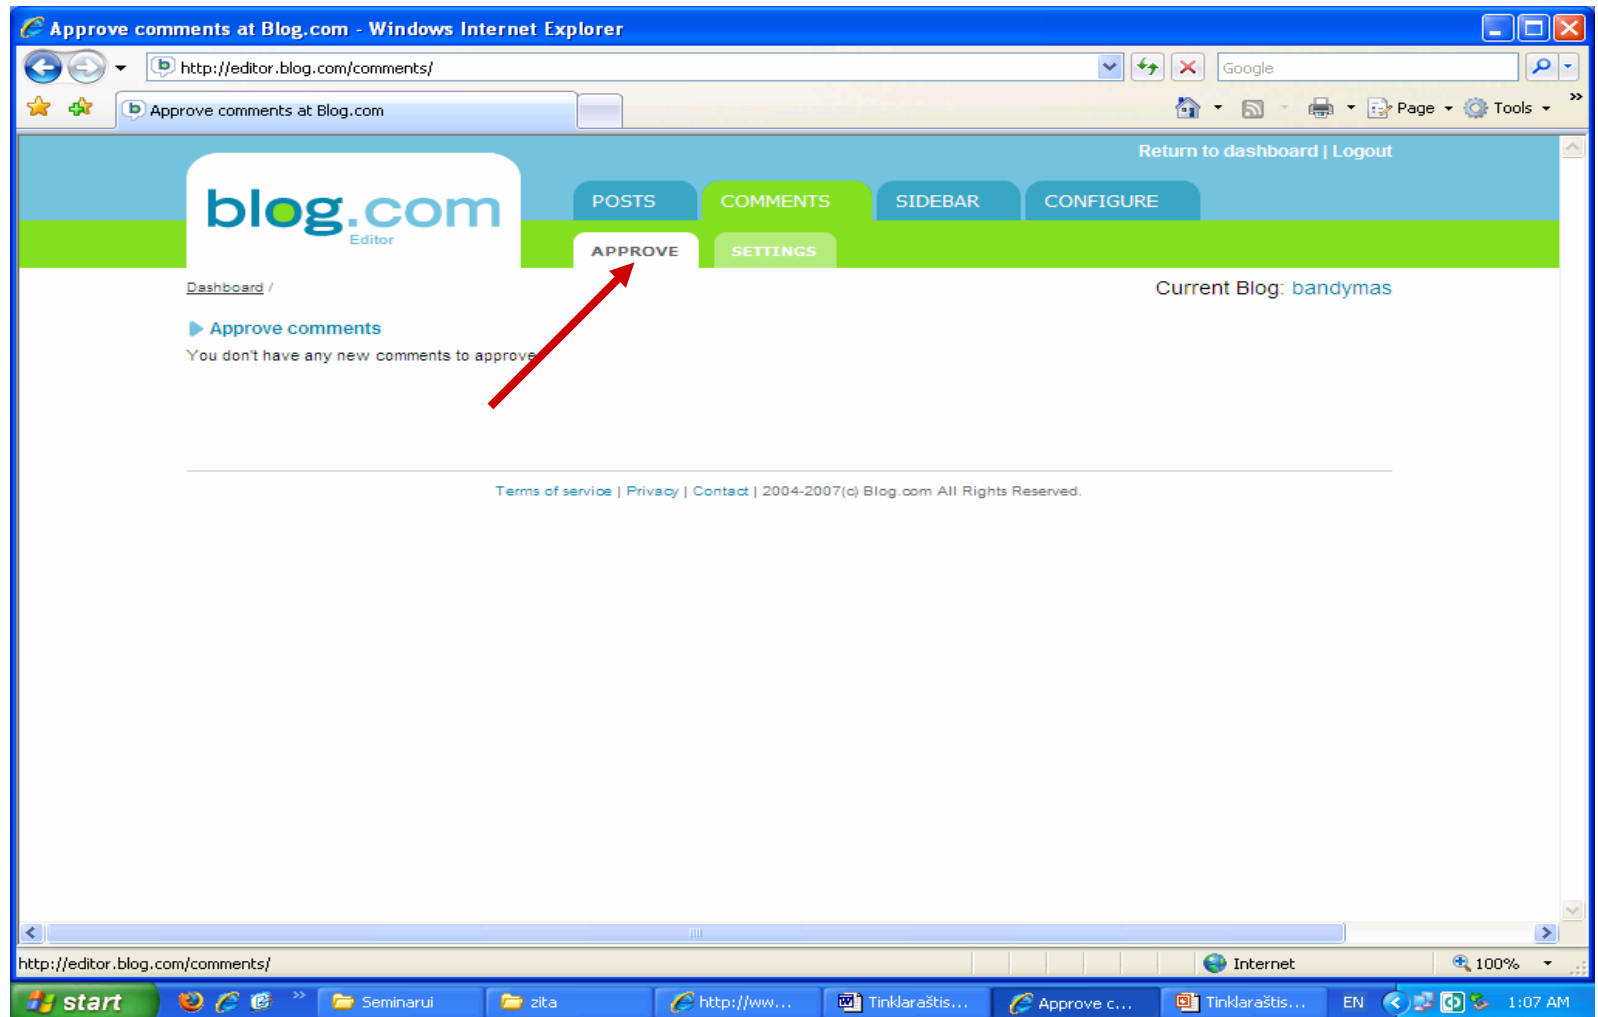 Approve comments at Blog.com - Windows Internet Explorer
http://editor.blog.com/comments/
Google
Approve comments at Blog.com
Page
Tools
Return to dashboard | Logout
blog.com
Editor
POSTS
COMMENTS
SIDEBAR
CONFIGURE
APPROVE
SETTINGS
Dashboard /
Current Blog: bandymas
Approve comments
You don't have any new comments to approve
Terms of service | Privacy | Contact | 2004-2007(c) Blog.com All Rights Reserved.
http://editor.blog.com/comments/
Internet
100%
start
Seminarui
zita
http://ww...
Tinklaraštis...
Approve c...
Tinklaraštis...
EN
1:07 AM